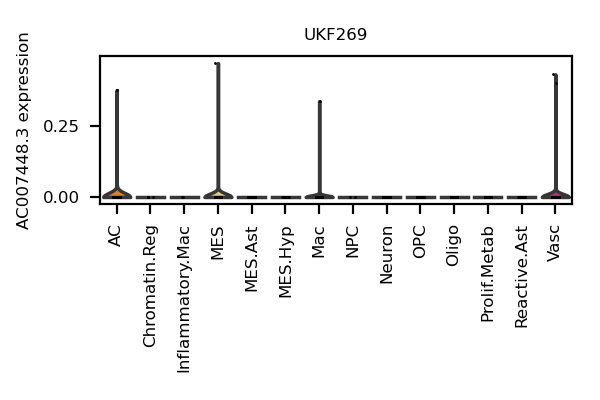 UKF269
AC007448.3 expression
0.25
0.00
AC
Chromatin.Reg
Inflammatory.Mac
MES
MES.Ast
MES.Hyp
Mac
NPC
Neuron
OPC
Oligo
Prolif.Metab
Reactive.Ast
Vasc